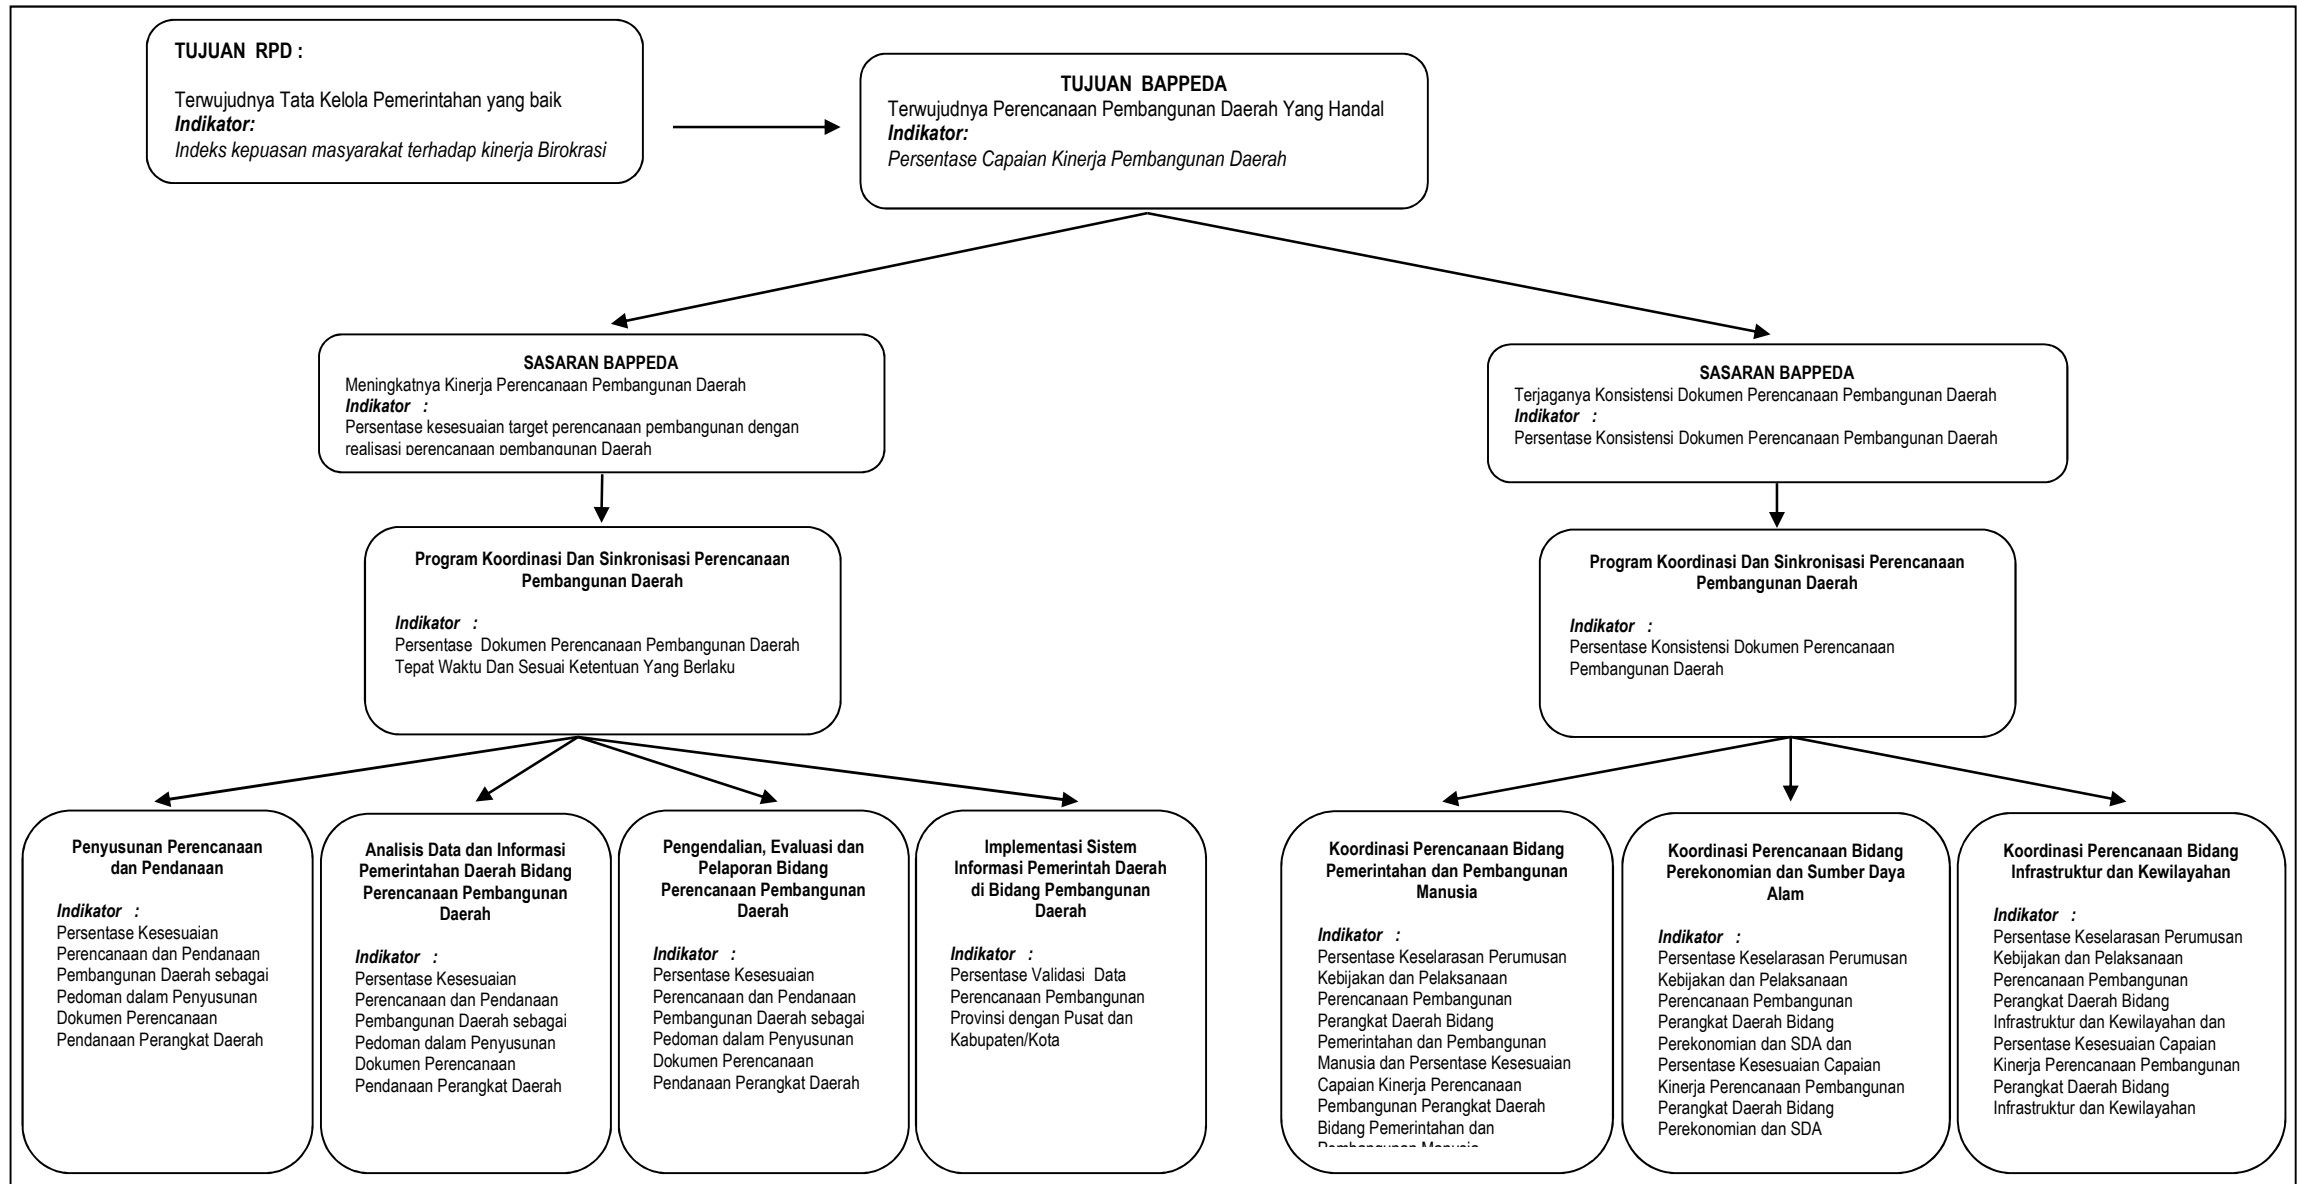 TUJUAN RPD :
Terwujudnya Tata Kelola Pemerintahan yang baik
Indikator:
Indeks kepuasan masyarakat terhadap kinerja Birokrasi
TUJUAN BAPPEDA
Terwujudnya Perencanaan Pembangunan Daerah Yang Handal
Indikator:
Persentase Capaian Kinerja Pembangunan Daerah
SASARAN BAPPEDA
Meningkatnya Kinerja Perencanaan Pembangunan Daerah
Indikator :
Persentase kesesuaian target perencanaan pembangunan dengan
realisasi perencanaan pembangunan Daerah
SASARAN BAPPEDA
Terjaganya Konsistensi Dokumen Perencanaan Pembangunan Daerah
Indikator :
Persentase Konsistensi Dokumen Perencanaan Pembangunan Daerah
Program Koordinasi Dan Sinkronisasi Perencanaan
Pembangunan Daerah
Indikator :
Persentase Dokumen Perencanaan Pembangunan Daerah
Tepat Waktu Dan Sesuai Ketentuan Yang Berlaku
Program Koordinasi Dan Sinkronisasi Perencanaan
Pembangunan Daerah
Indikator :
Persentase Konsistensi Dokumen Perencanaan
Pembangunan Daerah
Penyusunan Perencanaan
dan Pendanaan
Indikator :
Persentase Kesesuaian
Perencanaan dan Pendanaan
Pembangunan Daerah sebagai
Pedoman dalam Penyusunan
Dokumen Perencanaan
Pendanaan Perangkat Daerah
Analisis Data dan Informasi
Pemerintahan Daerah Bidang
Perencanaan Pembangunan
Daerah
Indikator :
Persentase Kesesuaian
Perencanaan dan Pendanaan
Pembangunan Daerah sebagai
Pedoman dalam Penyusunan
Dokumen Perencanaan
Pendanaan Perangkat Daerah
Pengendalian, Evaluasi dan
Pelaporan Bidang
Perencanaan Pembangunan
Daerah
Indikator :
Persentase Kesesuaian
Perencanaan dan Pendanaan
Pembangunan Daerah sebagai
Pedoman dalam Penyusunan
Dokumen Perencanaan
Pendanaan Perangkat Daerah
Implementasi Sistem
Informasi Pemerintah Daerah
di Bidang Pembangunan
Daerah
Indikator :
Persentase Validasi Data
Perencanaan Pembangunan
Provinsi dengan Pusat dan
Kabupaten/Kota
Koordinasi Perencanaan Bidang
Pemerintahan dan Pembangunan
Manusia
Indikator :
Persentase Keselarasan Perumusan
Kebijakan dan Pelaksanaan
Perencanaan Pembangunan
Perangkat Daerah Bidang
Pemerintahan dan Pembangunan
Manusia dan Persentase Kesesuaian
Capaian Kinerja Perencanaan
Pembangunan Perangkat Daerah
Bidang Pemerintahan dan
Pembangunan Manusia
Koordinasi Perencanaan Bidang
Perekonomian dan Sumber Daya
Alam
Indikator :
Persentase Keselarasan Perumusan
Kebijakan dan Pelaksanaan
Perencanaan Pembangunan
Perangkat Daerah Bidang
Perekonomian dan SDA dan
Persentase Kesesuaian Capaian
Kinerja Perencanaan Pembangunan
Perangkat Daerah Bidang
Perekonomian dan SDA
Koordinasi Perencanaan Bidang
Infrastruktur dan Kewilayahan
Indikator :
Persentase Keselarasan Perumusan
Kebijakan dan Pelaksanaan
Perencanaan Pembangunan
Perangkat Daerah Bidang
Infrastruktur dan Kewilayahan dan
Persentase Kesesuaian Capaian
Kinerja Perencanaan Pembangunan
Perangkat Daerah Bidang
Infrastruktur dan Kewilayahan